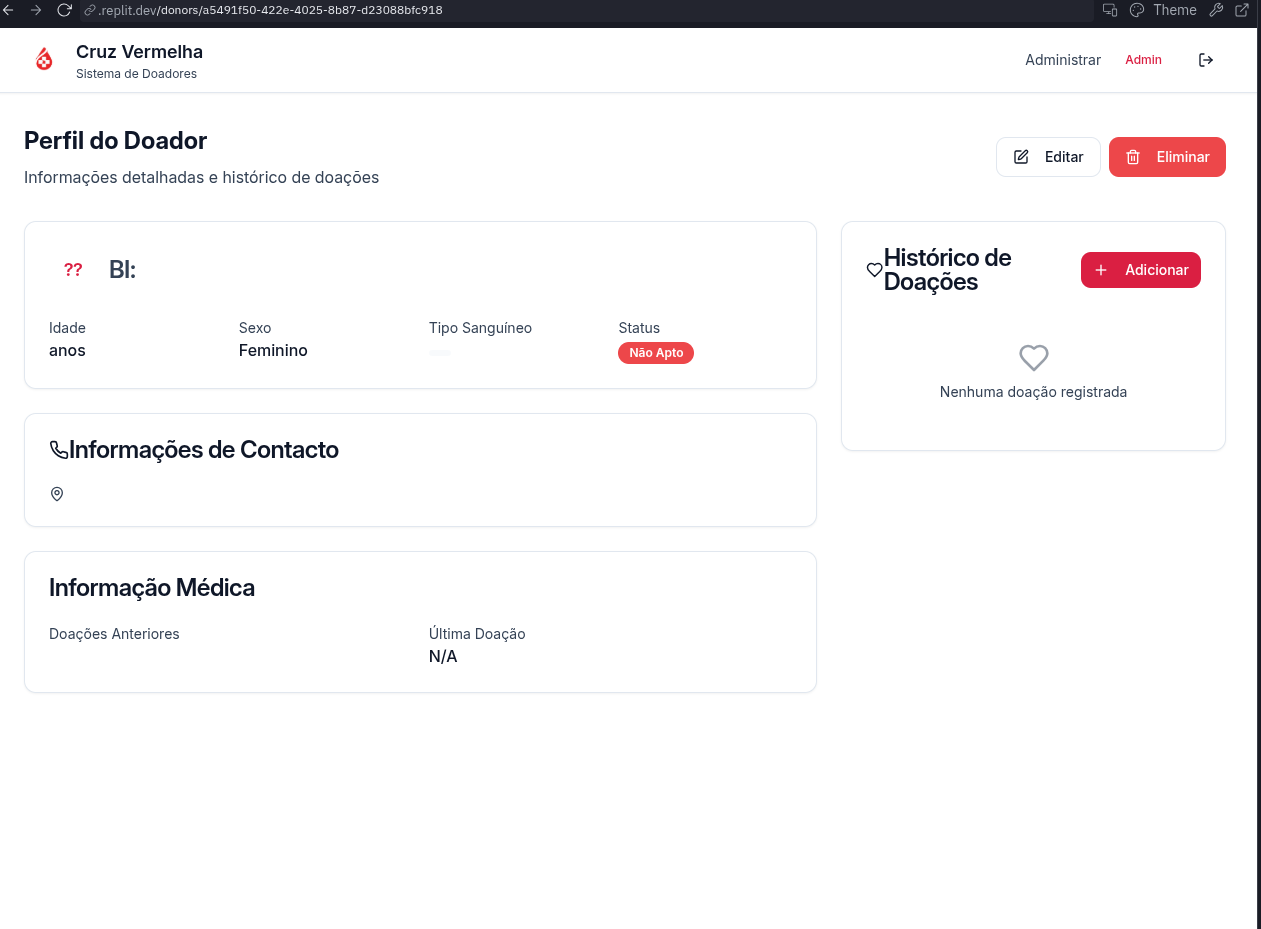 .replit.dev/donors/a5491f50-422e-4025-8b87-d23088bfc918
Theme
Cruz Vermelha
Sistema de Doadores
Administrar
Admin
Perfil do Doador
Informações detalhadas e histórico de doações
Editar
Eliminar
??
BI:
Idade
anos
Sexo
Feminino
Tipo Sanguíneo
Status
Não Apto
Informações de Contacto
Informação Médica
Doações Anteriores
Última Doação
N/A
Histórico de
Doações
Adicionar
Nenhuma doação registrada